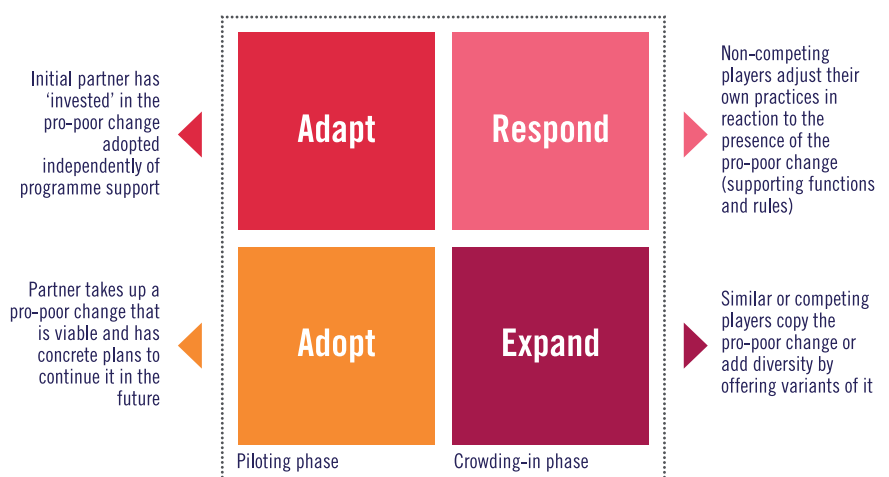 Initial partner has
‘invested’ in the
pro-poor change
adopted
independently of
programme support
Adapt
Respond
Non-competing
players adjust their
own practices in
reaction to the
presence of the
pro-poor change
(supporting functions
and rules)
Partner takes up a
pro-poor change that
is viable and has
concrete plans to
continue it in the
future
Adopt
Expand
Similar or competing
players copy the
pro-poor change or
add diversity by
offering variants of it
Piloting phase
Crowding-in phase